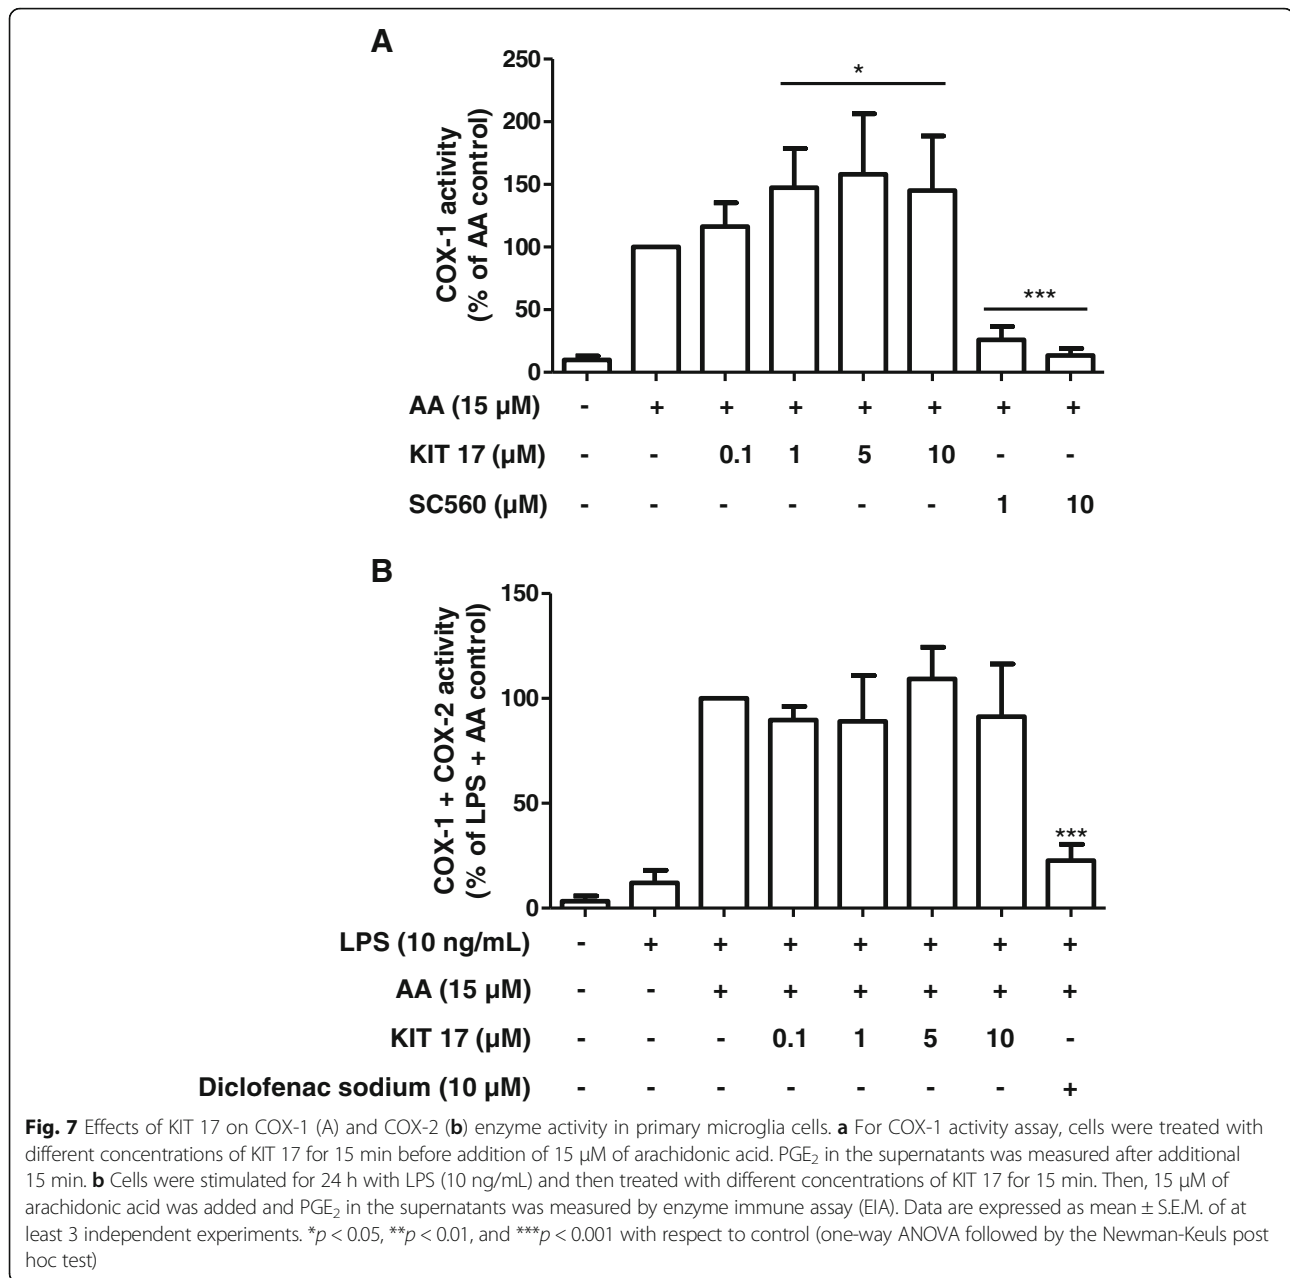 A
250
200
150
100
50
0
COX-1 activity
(% of AA control)
*
***
AA (15 µM) - + + + + + + +
KIT 17 (µM) - - 0.1 1 5 10 - -
SC560 (µM) - - - - - - 1 10
B
150
100
50
0
COX-1 + COX-2 activity
(% of LPS + AA control)
***
LPS (10 ng/mL) - + + + + + + +
AA (15 µM) - - + + + + + +
KIT 17 (µM) - - - 0.1 1 5 10 -
Diclofenac sodium (10 µM) - - - - - - - +
Fig. 7 Effects of KIT 17 on COX-1 (A) and COX-2 (b) enzyme activity in primary microglia cells. a For COX-1 activity assay, cells were treated with
different concentrations of KIT 17 for 15 min before addition of 15 µM of arachidonic acid. PGE₂ in the supernatants was measured after additional
15 min. b Cells were stimulated for 24 h with LPS (10 ng/mL) and then treated with different concentrations of KIT 17 for 15 min. Then, 15 µM of
arachidonic acid was added and PGE₂ in the supernatants was measured by enzyme immune assay (EIA). Data are expressed as mean ± S.E.M. of at
least 3 independent experiments. *p < 0.05, **p < 0.01, and ***p < 0.001 with respect to control (one-way ANOVA followed by the Newman-Keuls post
hoc test)